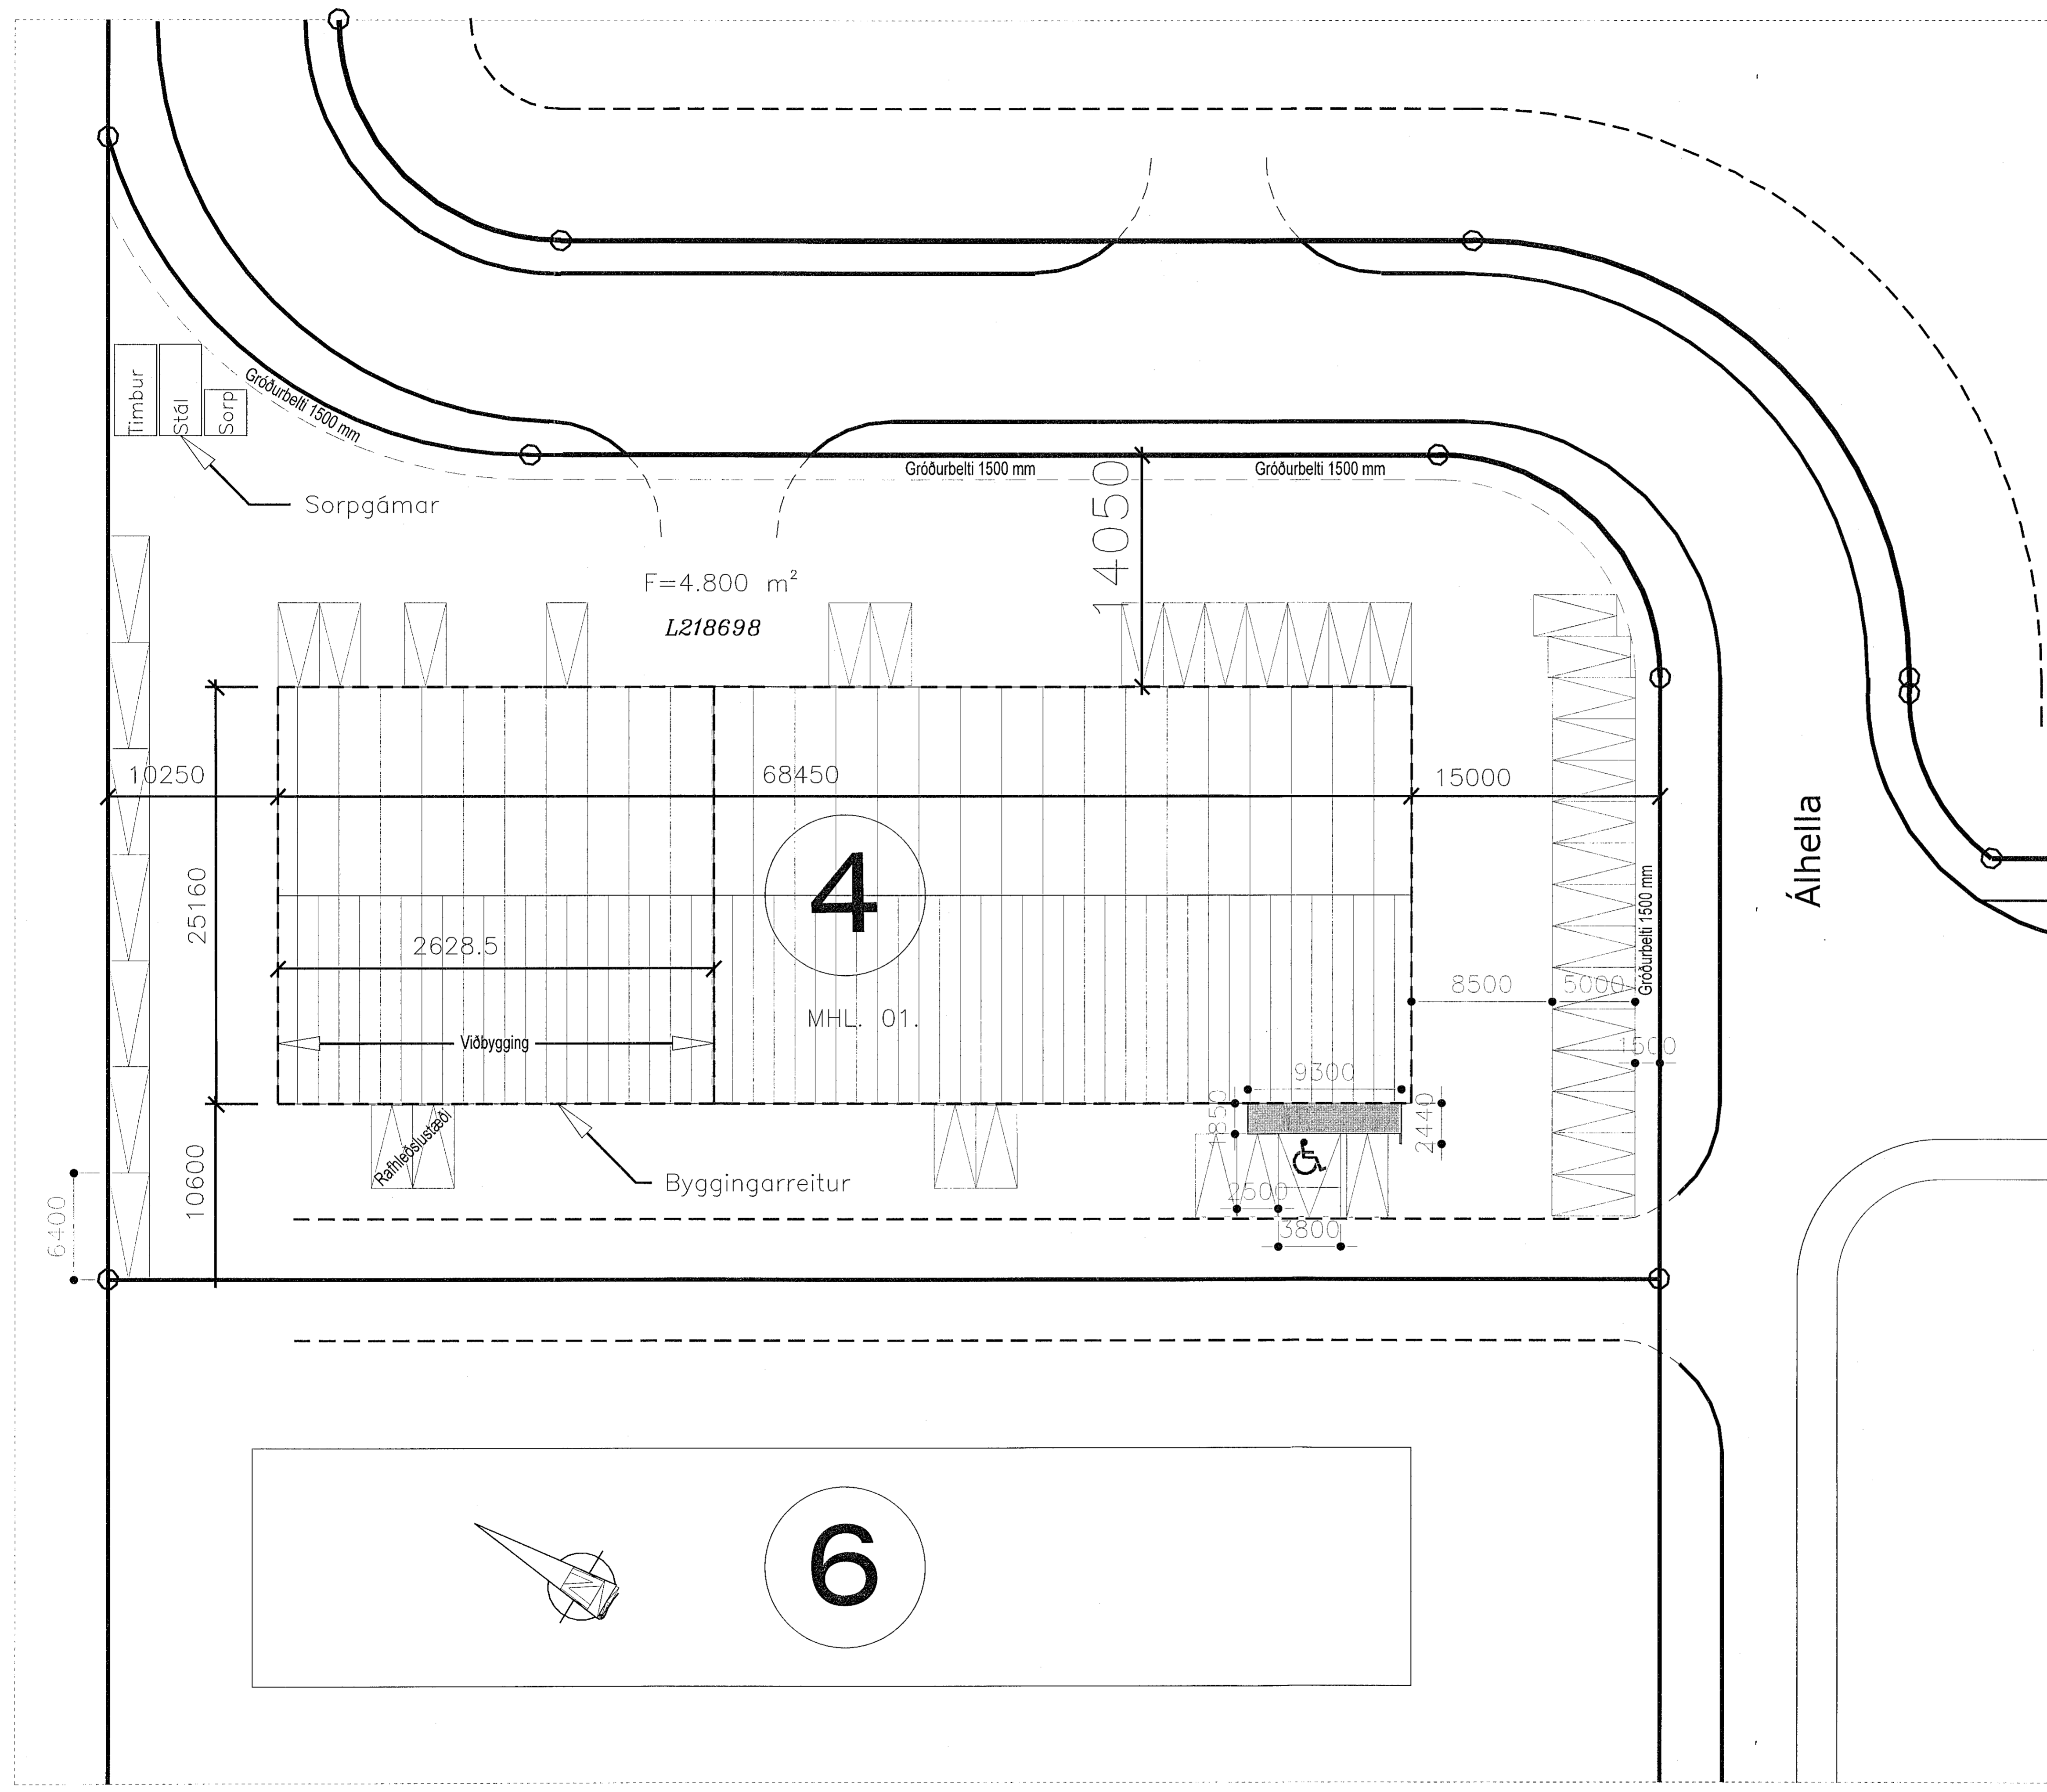 Timbur
Stál
Sorp
Gróðurbelti 1500 mm
Sorpgámar
Gróðurbelti 1500 mm
Gróðurbelti 1500 mm
14050
F=4.800 m²
L218698
10250
68450
15000
Álhella
4
25160
2628.5
MHL. 01.
Viðbygging
8500
5000
Gróðurbelti 1500 mm
1500
9300
1850
2440
Rafhleðslustæði
Byggingarreitur
10600
6400
2500
3800
6
N